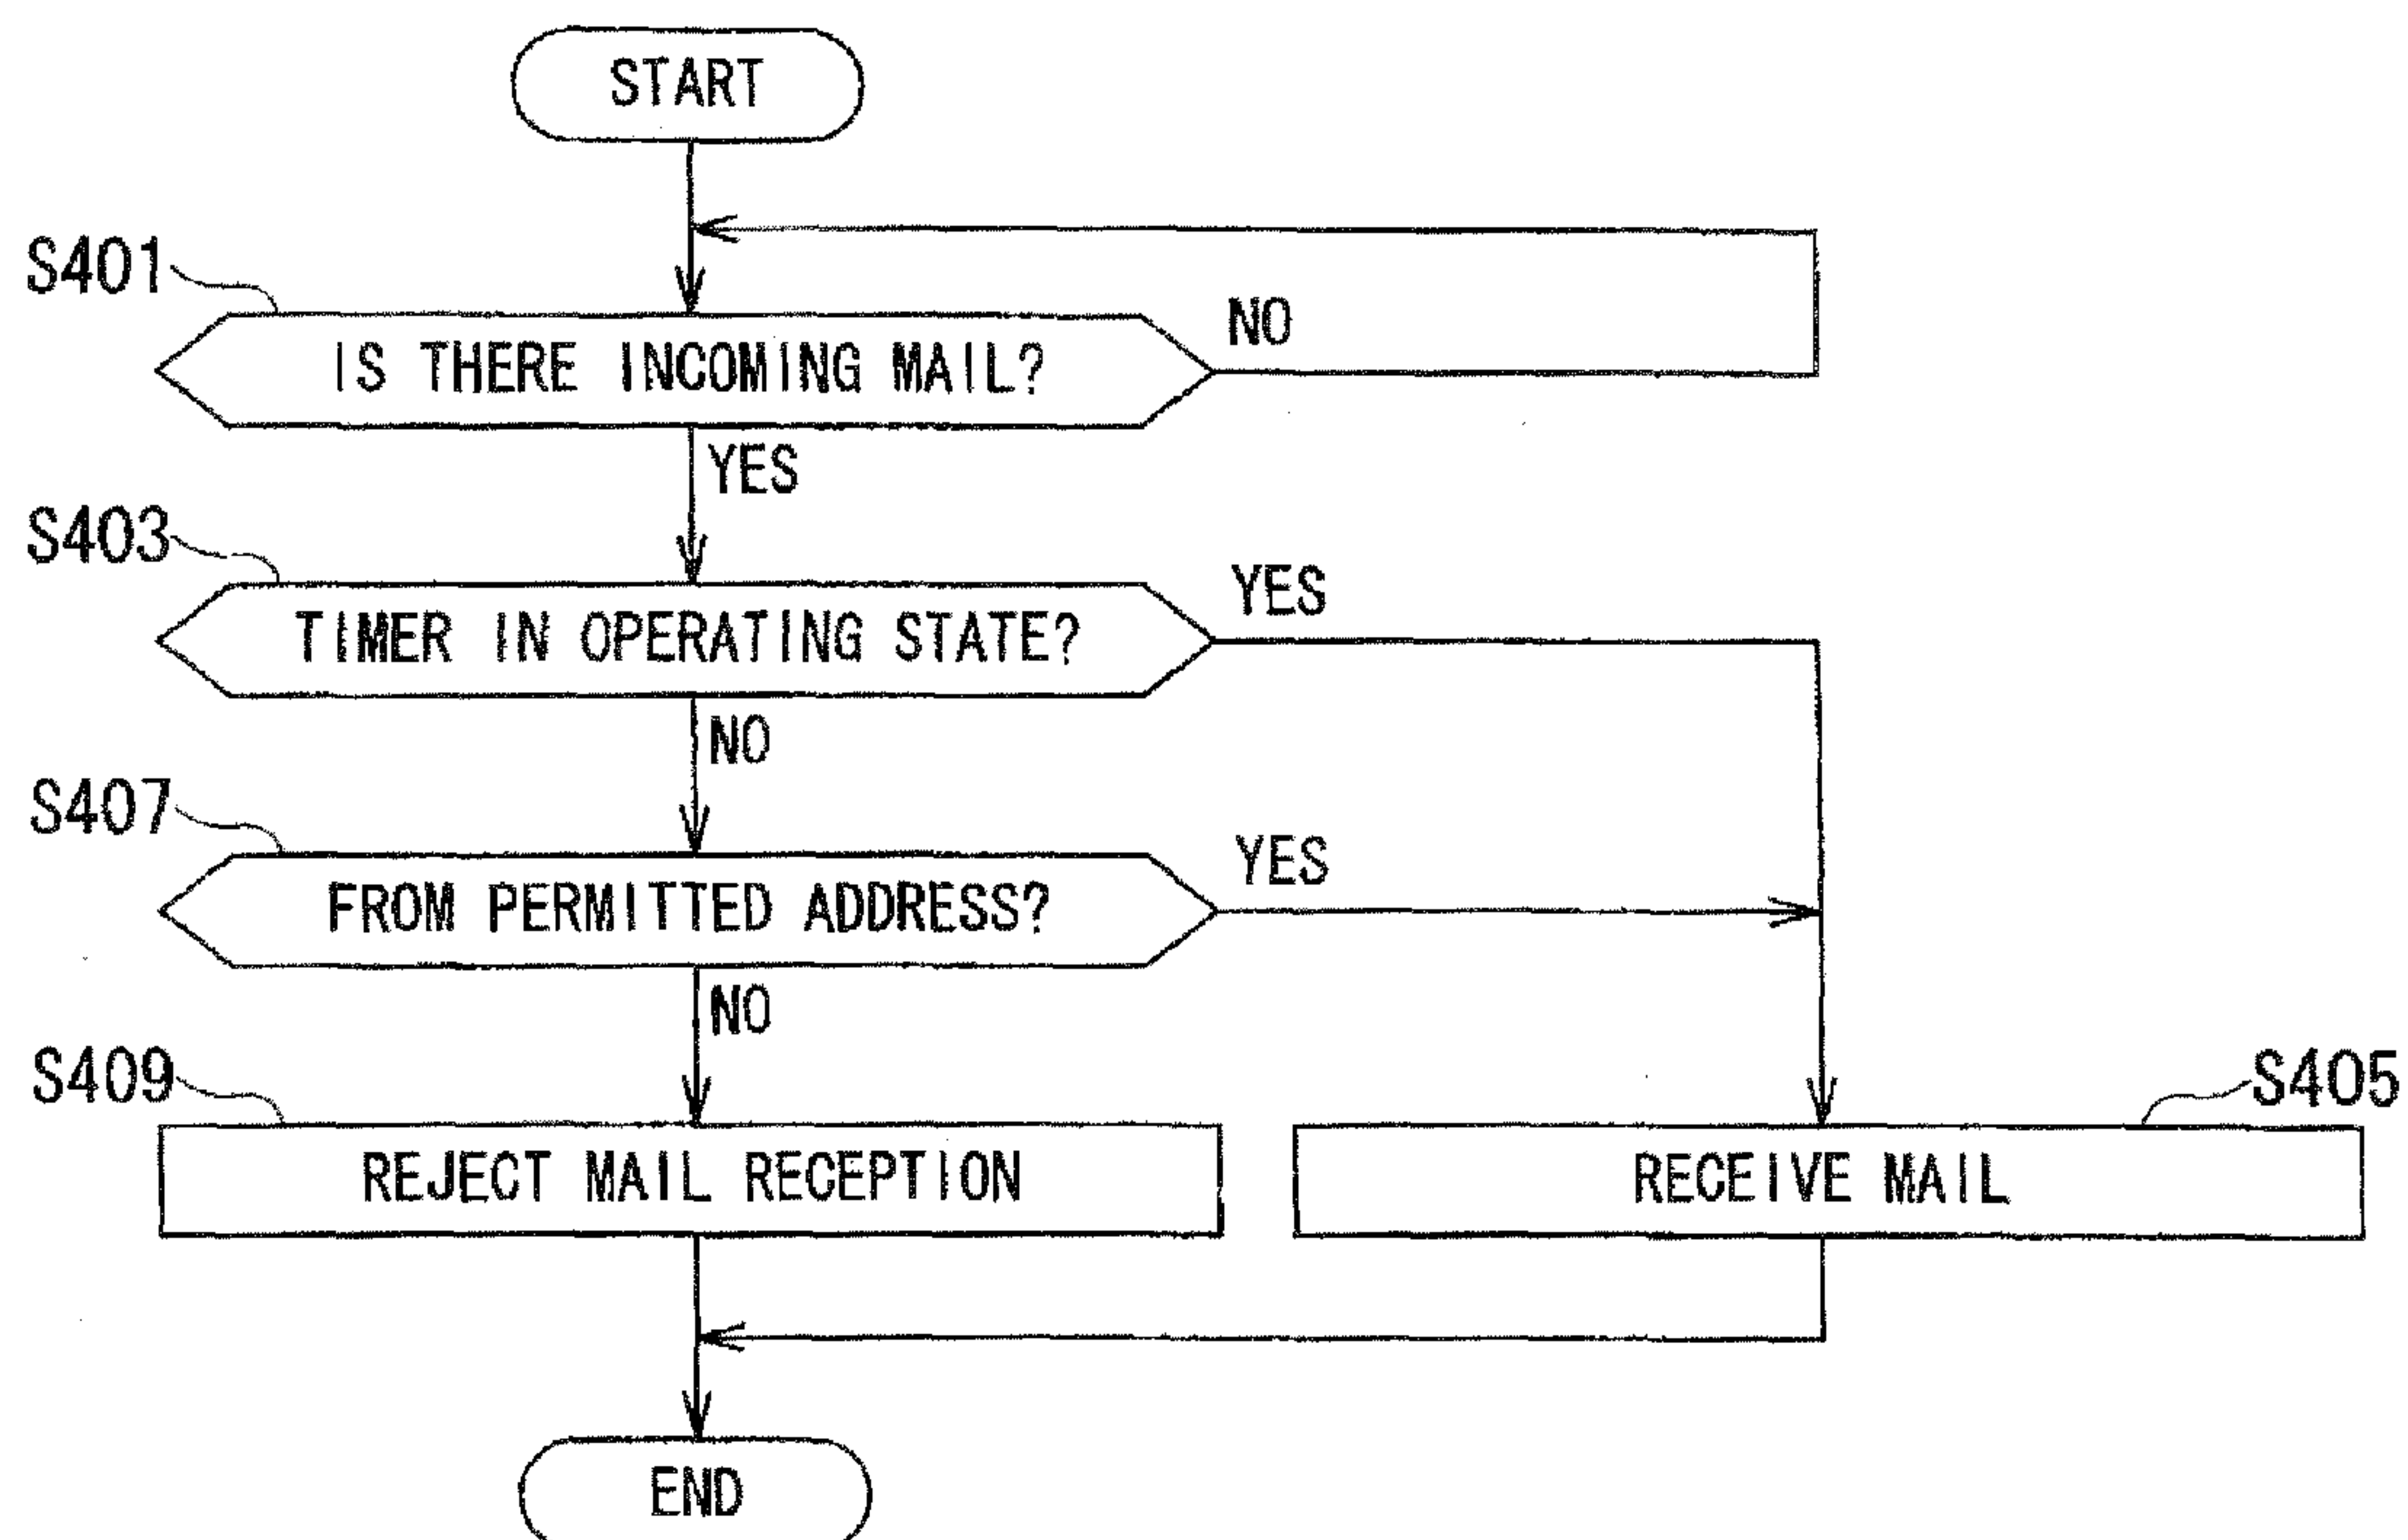 START
S401
IS THERE INCOMING MAIL?
NO
YES
S403
TIMER IN OPERATING STATE?
YES
NO
S407
FROM PERMITTED ADDRESS?
YES
NO
S409
REJECT MAIL RECEPTION
S405
RECEIVE MAIL
END